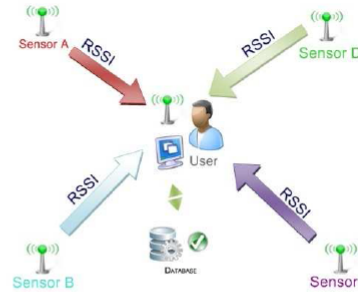 Sensor A
RSSI
Sensor D
RSSI
User
RSSI
RSSI
Sensor B
DATABASE
Sensor